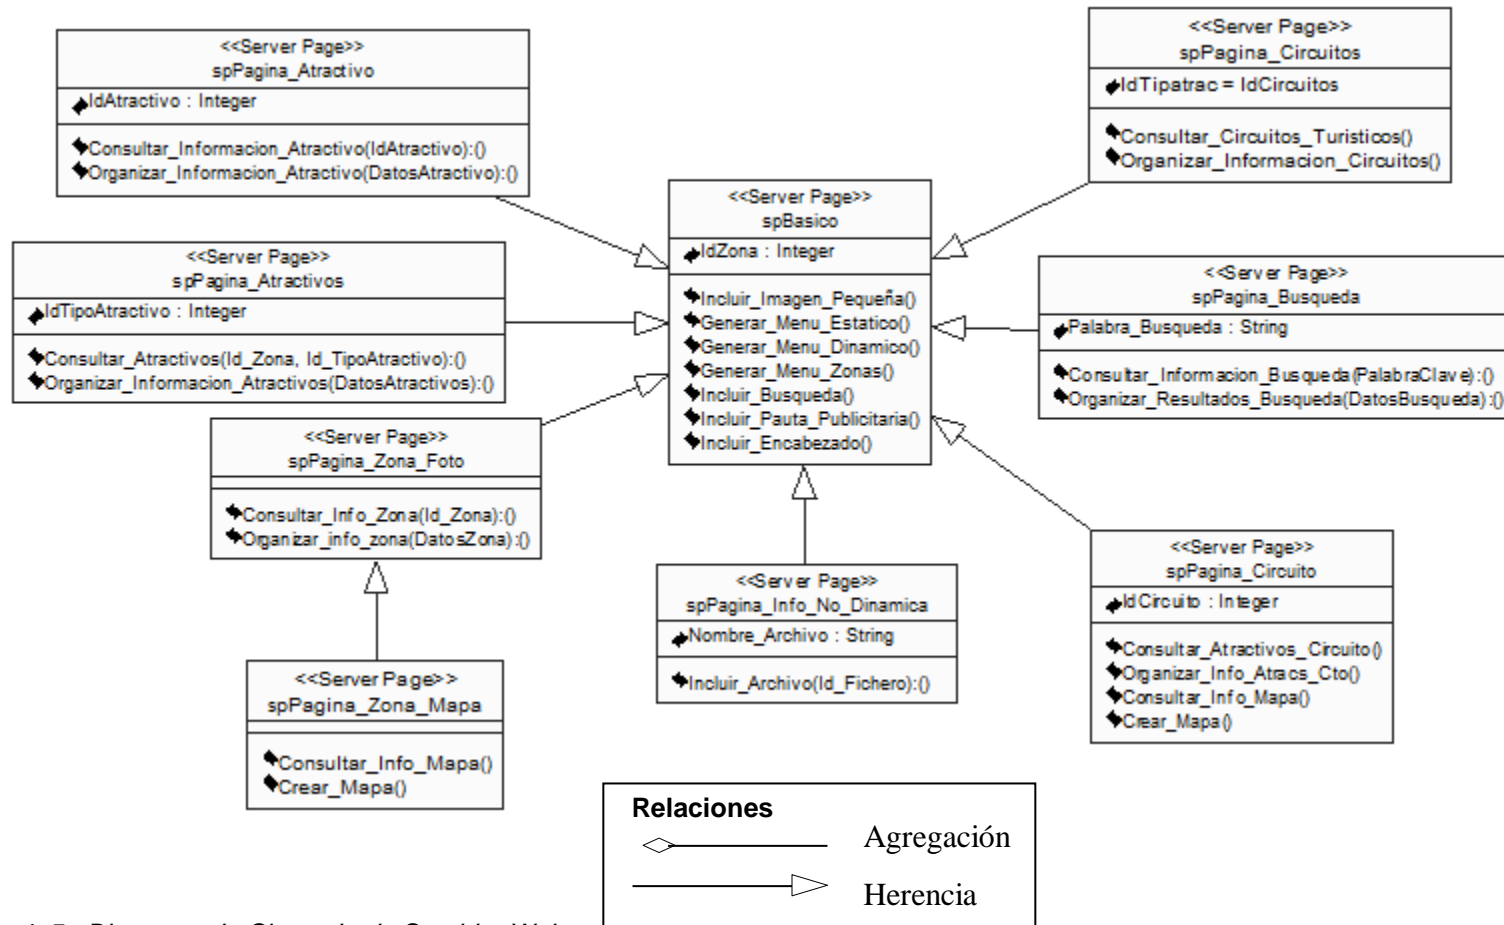 <<Server Page>>
spPagina_Atractivo
IdAtractivo : Integer
Consultar_Informacion_Atractivo(IdAtractivo):()
Organizar_Informacion_Atractivo(DatosAtractivo):()
<<Server Page>>
spPagina_Circuitos
IdTipatrac = IdCircuitos
Consultar_Circuitos_Turisticos()
Organizar_Informacion_Circuitos()
<<Server Page>>
spBasico
IdZona : Integer
Incluir_Imagen_Pequeña()
Generar_Menu_Estatico()
Generar_Menu_Dinamico()
Generar_Menu_Zonas()
Incluir_Busqueda()
Incluir_Pauta_Publicitaria()
Incluir_Encabezado()
<<Server Page>>
spPagina_Atractivos
IdTipoAtractivo : Integer
Consultar_Atractivos(Id_Zona, Id_TipoAtractivo):()
Organizar_Informacion_Atractivos(DatosAtractivos):()
<<Server Page>>
spPagina_Busqueda
Palabra_Busqueda : String
Consultar_Informacion_Busqueda(PalabraClave):()
Organizar_Resultados_Busqueda(DatosBusqueda):()
<<Server Page>>
spPagina_Zona_Foto
Consultar_Info_Zona(Id_Zona):()
Organizar_info_zona(DatosZona):()
<<Server Page>>
spPagina_Info_No_Dinamica
Nombre_Archivo : String
Incluir_Archivo(Id_Fichero):()
<<Server Page>>
spPagina_Circuito
IdCircuito : Integer
Consultar_Atractivos_Circuito()
Organizar_Info_Atracs_Cto()
Consultar_Info_Mapa()
Crear_Mapa()
<<Server Page>>
spPagina_Zona_Mapa
Consultar_Info_Mapa()
Crear_Mapa()
Relaciones
Agregación
Herencia